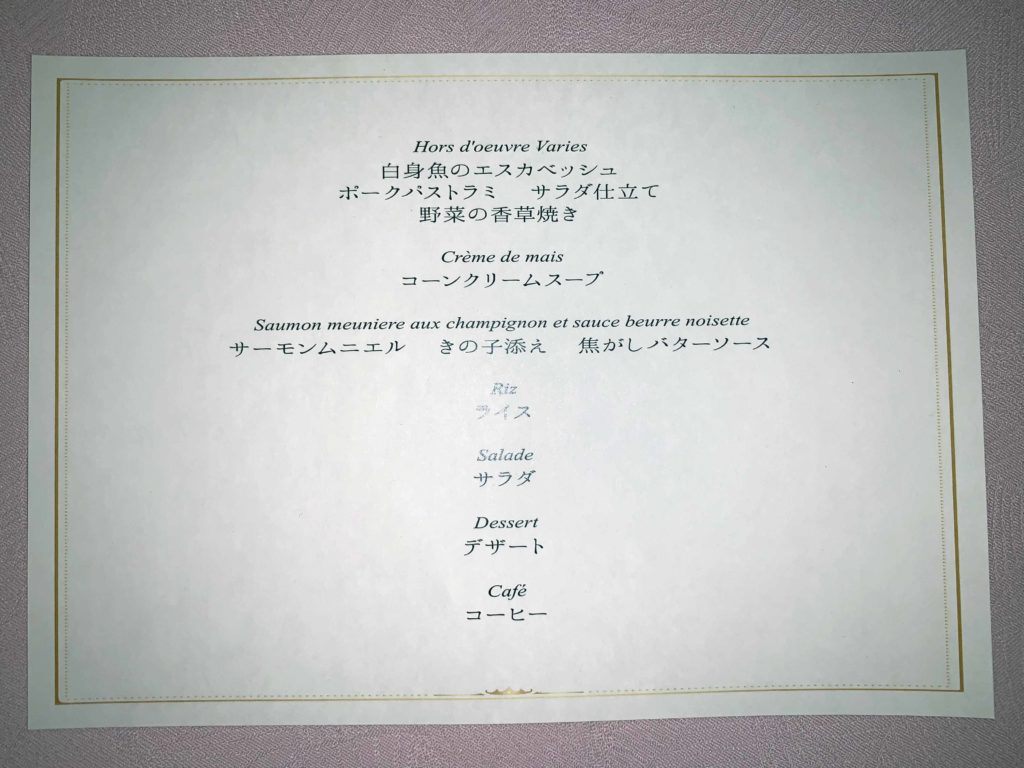 Hors d'oeuvre Varies
白身魚のエスカベッシュ
ポークパストラミ　サラダ仕立て
野菜の香草焼き
Crème de mais
コーンクリームスープ
Saumon meuniere aux champignon et sauce beurre noisette
サーモンムニエル　きの子添え　焦がしバターソース
Riz
ライス
Salade
サラダ
Dessert
デザート
Café
コーヒー